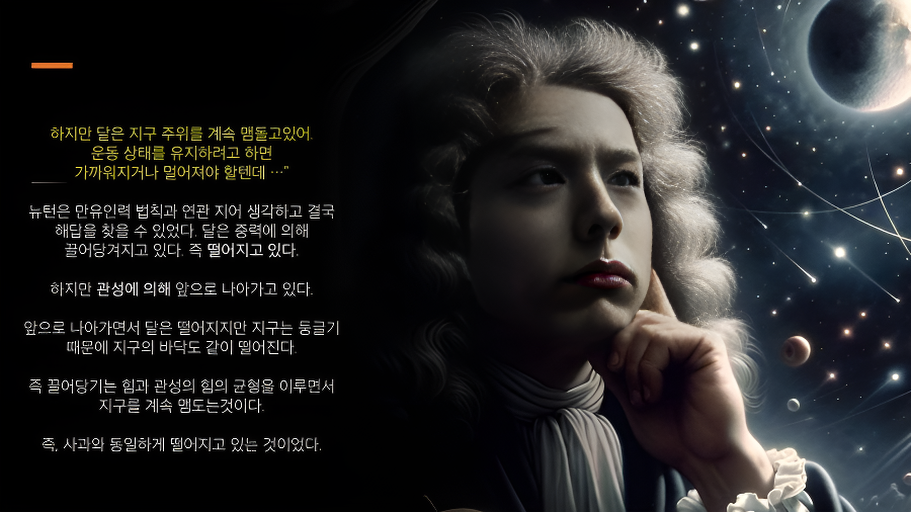 하지만 달은 지구 주위를 계속 맴돌고있어.
운동 상태를 유지하려고 하면
가까워지거나 멀어져야 할텐데 …”
뉴턴은 만유인력 법칙과 연관 지어 생각하고 결국
해답을 찾을 수 있었다. 달은 중력에 의해
끌어당겨지고 있다. 즉 떨어지고 있다.
하지만 관성에 의해 앞으로 나아가고 있다.
앞으로 나아가면서 달은 떨어지지만 지구는 둥글기
때문에 지구의 바닥도 같이 떨어진다.
즉 끌어당기는 힘과 관성의 힘의 균형을 이루면서
지구를 계속 맴도는것이다.
즉, 사과와 동일하게 떨어지고 있는 것이었다.